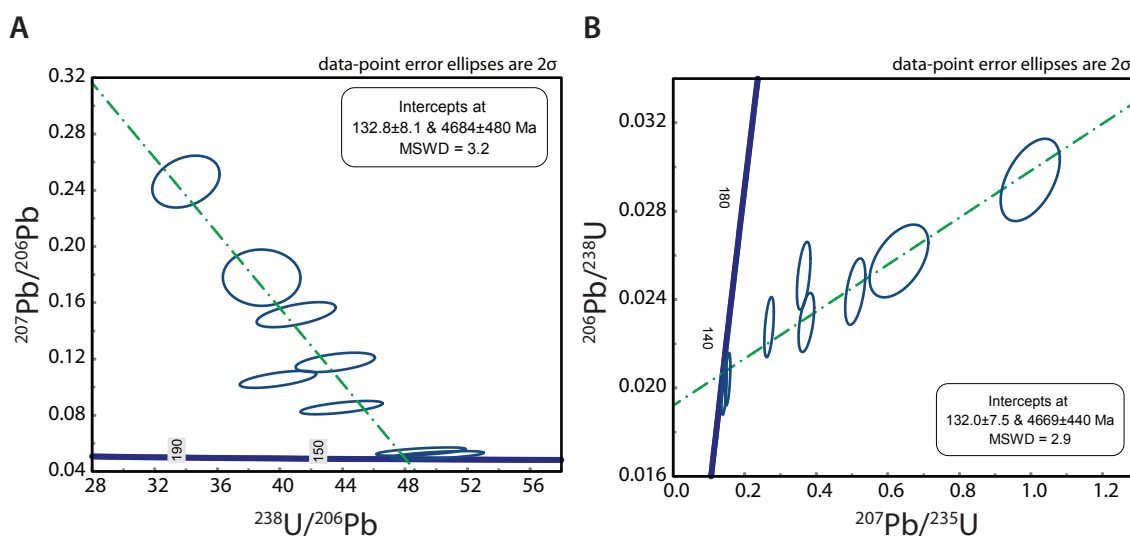 A
data-point error ellipses are 2σ
0.32
0.28
0.24
0.20
0.16
0.12
0.08
0.04
²⁰⁷Pb/²⁰⁶Pb
Intercepts at
132.8±8.1 & 4684±480 Ma
MSWD = 3.2
190
150
28
32
36
40
44
48
52
56
²³⁸U/²⁰⁶Pb
B
data-point error ellipses are 2σ
0.032
0.028
0.024
0.020
0.016
²⁰⁶Pb/²³⁸U
180
140
Intercepts at
132.0±7.5 & 4669±440 Ma
MSWD = 2.9
0.0
0.2
0.4
0.6
0.8
1.0
1.2
²⁰⁷Pb/²³⁵U